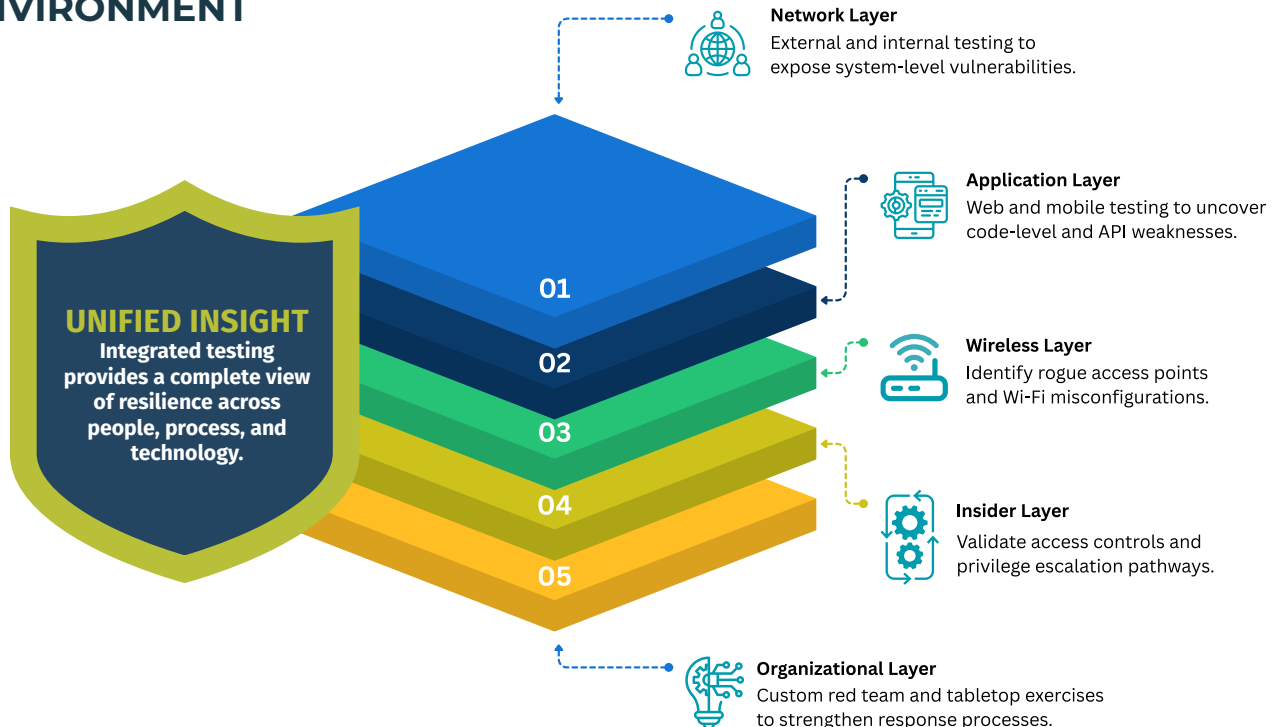 NVIRONMENT
Network Layer
External and internal testing to
expose system-level vulnerabilities.
Application Layer
Web and mobile testing to uncover
code-level and API weaknesses.
01
02
03
04
05
UNIFIED INSIGHT
Integrated testing
provides a complete view
of resilience across
people, process, and
technology.
Wireless Layer
Identify rogue access points
and Wi-Fi misconfigurations.
Insider Layer
Validate access controls and
privilege escalation pathways.
Organizational Layer
Custom red team and tabletop exercises
to strengthen response processes.